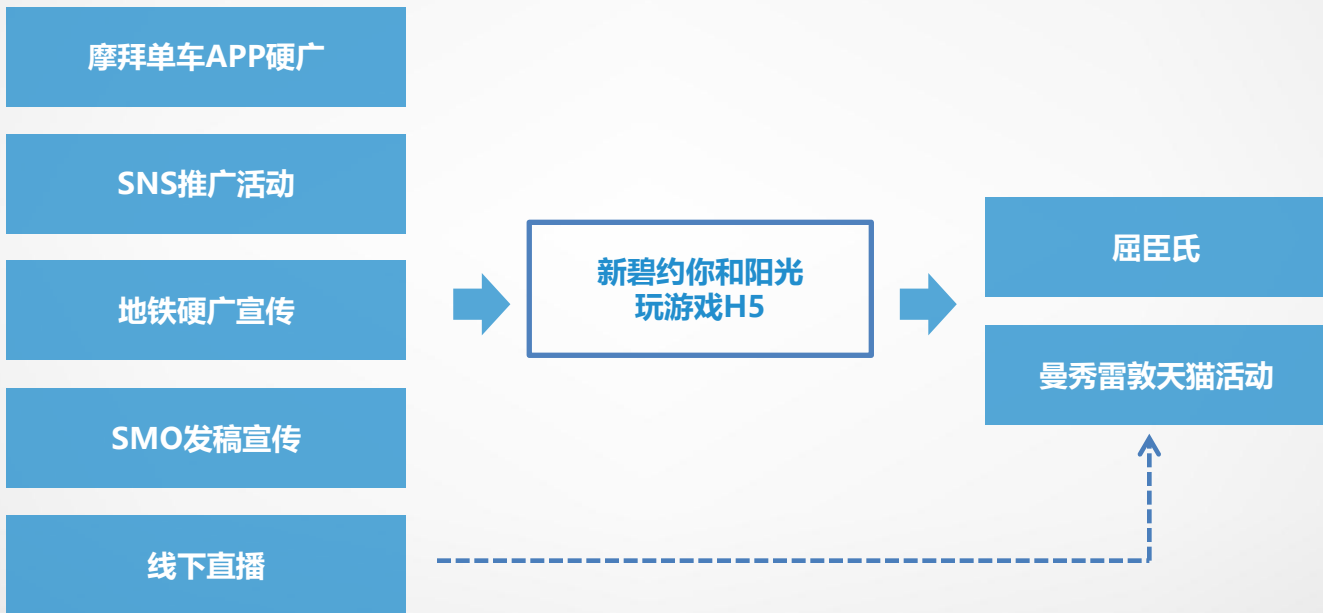 摩拜单车APP硬广
SNS推广活动
地铁硬广宣传
SMO发稿宣传
线下直播
新碧约你和阳光
玩游戏H5
屈臣氏
曼秀雷敦天猫活动